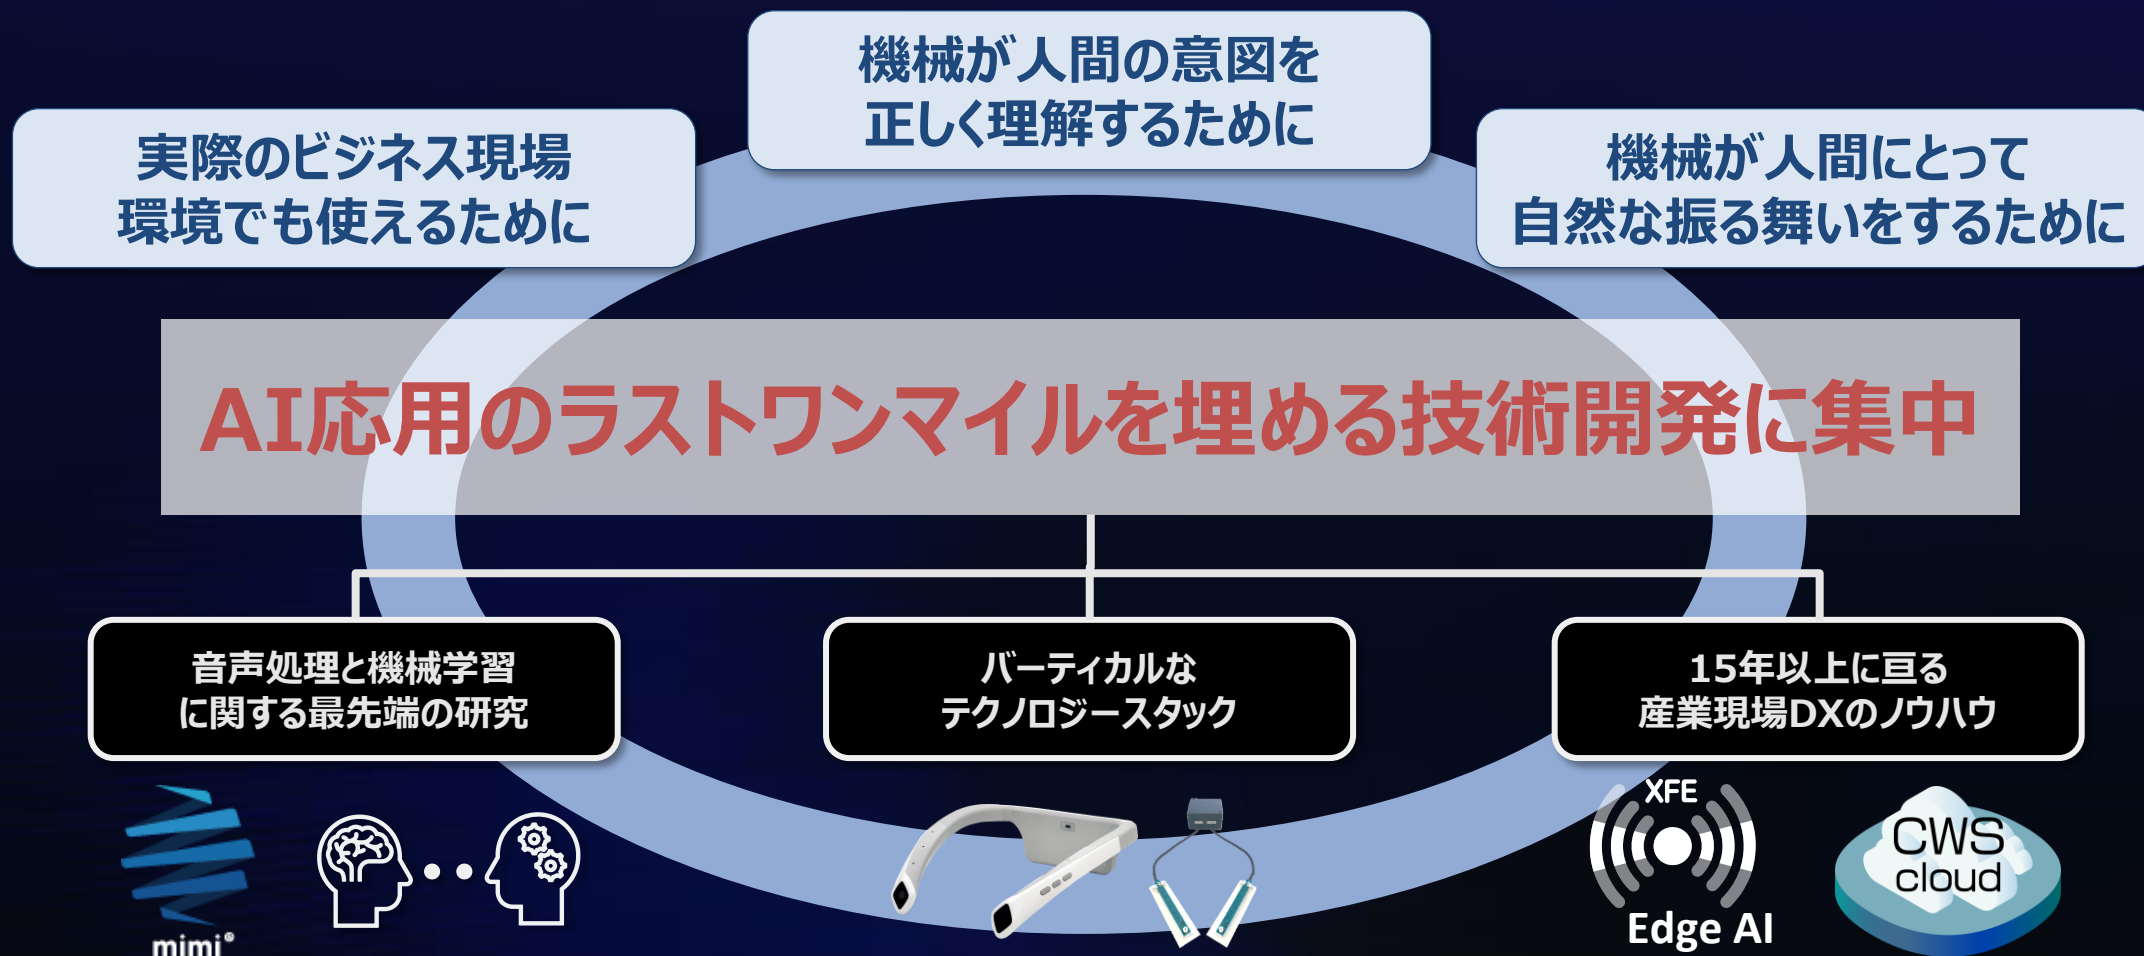 機械が人間の意図を
正しく理解するために
実際のビジネス現場
環境でも使えるために
機械が人間にとって
自然な振る舞いをするために
AI応用のラストワンマイルを埋める技術開発に集中
音声処理と機械学習
に関する最先端の研究
バーティカルな
テクノロジースタック
15年以上に亘る
産業現場DXのノウハウ
mimi®
XFE
Edge AI
CWS
cloud